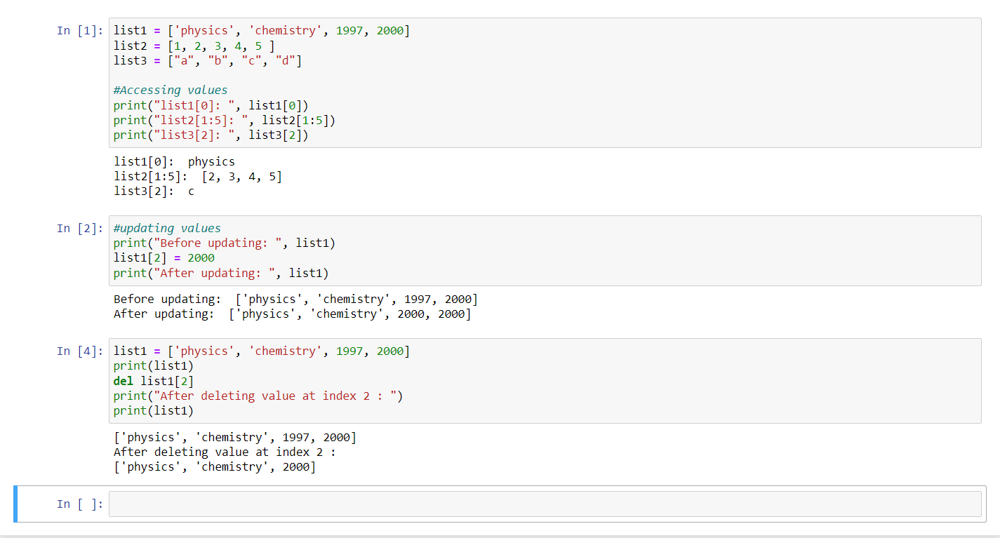 In [1]: list1 = ['physics', 'chemistry', 1997, 2000]
list2 = [1, 2, 3, 4, 5 ]
list3 = ["a", "b", "c", "d"]
#Accessing values
print("list1[0]: ", list1[0])
print("list2[1:5]: ", list2[1:5])
print("list3[2]: ", list3[2])
list1[0]:  physics
list2[1:5]:  [2, 3, 4, 5]
list3[2]:  c
In [2]: #updating values
print("Before updating: ", list1)
list1[2] = 2000
print("After updating: ", list1)
Before updating:  ['physics', 'chemistry', 1997, 2000]
After updating:  ['physics', 'chemistry', 2000, 2000]
In [4]: list1 = ['physics', 'chemistry', 1997, 2000]
print(list1)
del list1[2]
print("After deleting value at index 2 : ")
print(list1)
['physics', 'chemistry', 1997, 2000]
After deleting value at index 2 :
['physics', 'chemistry', 2000]
In [ ]: